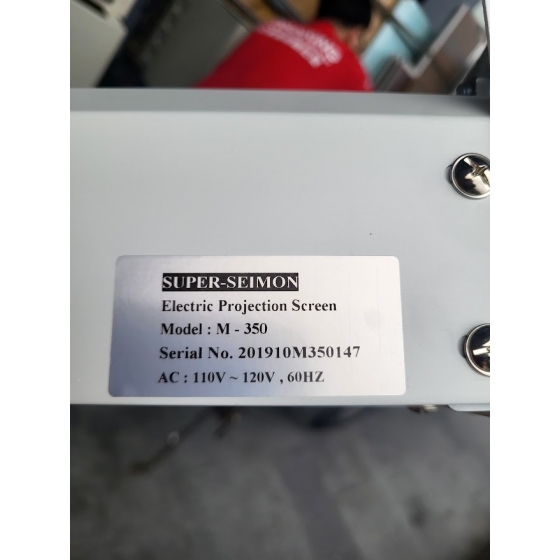 SUPER-SEIMON
Electric Projection Screen
Model : M - 350
Serial No. 201910M350147
AC : 110V ~ 120V , 60HZ